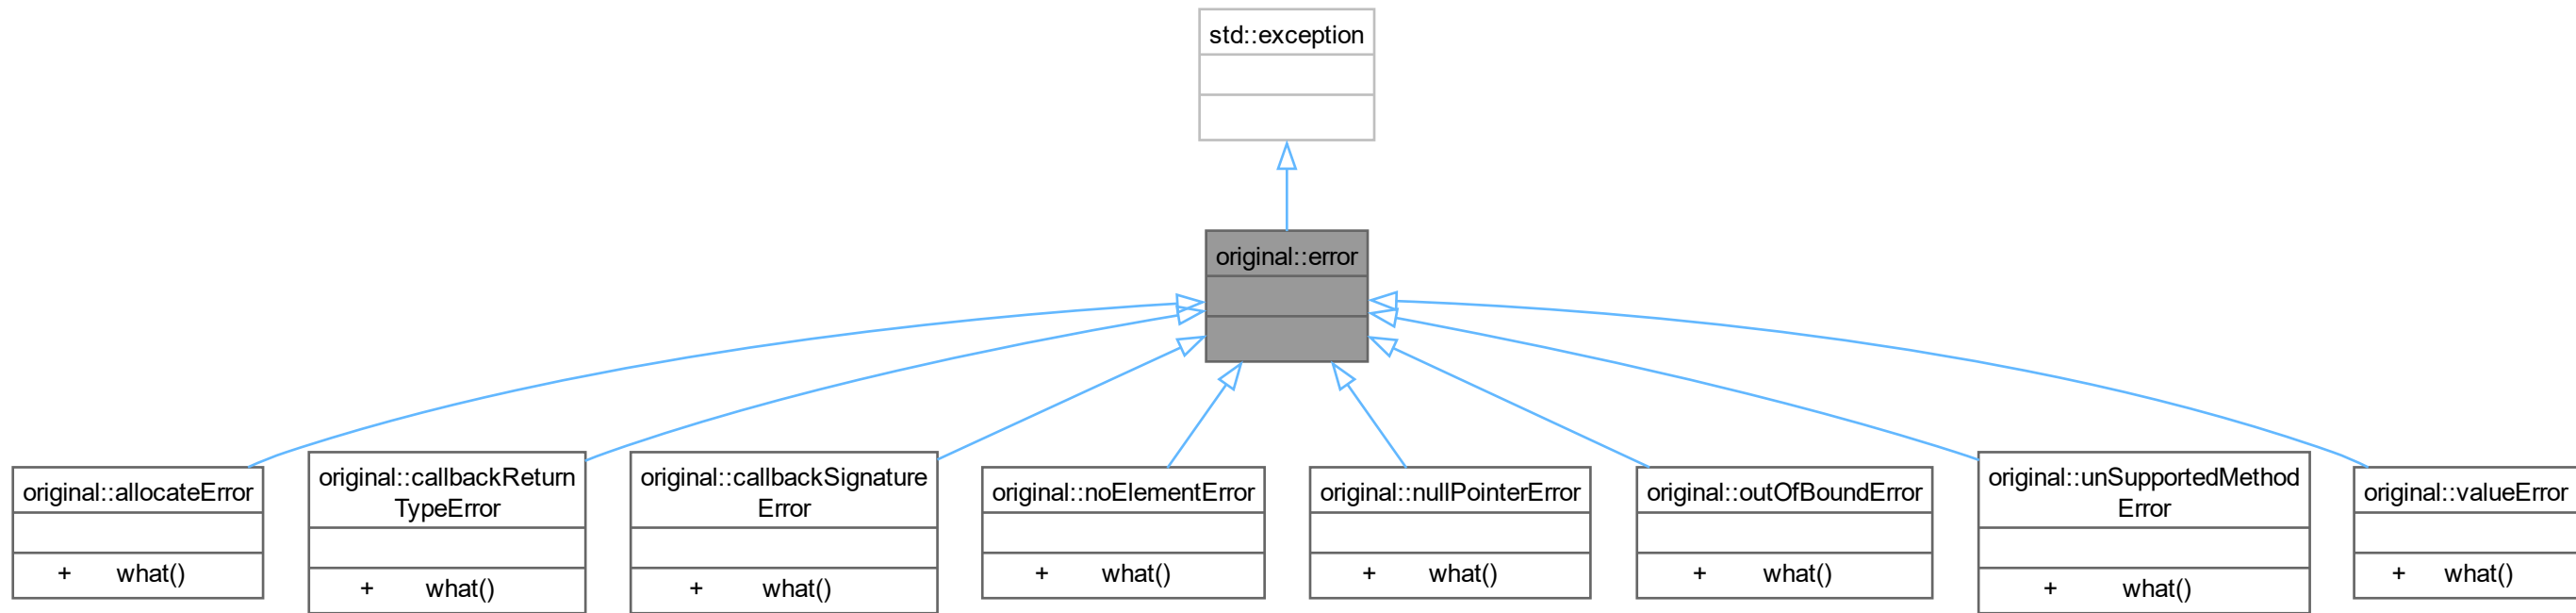 std::exception
original::error
original::allocateError
+ what()
original::callbackReturn
TypeError
+ what()
original::callbackSignature
Error
+ what()
original::noElementError
+ what()
original::nullPointerError
+ what()
original::outOfBoundError
+ what()
original::unSupportedMethod
Error
+ what()
original::valueError
+ what()